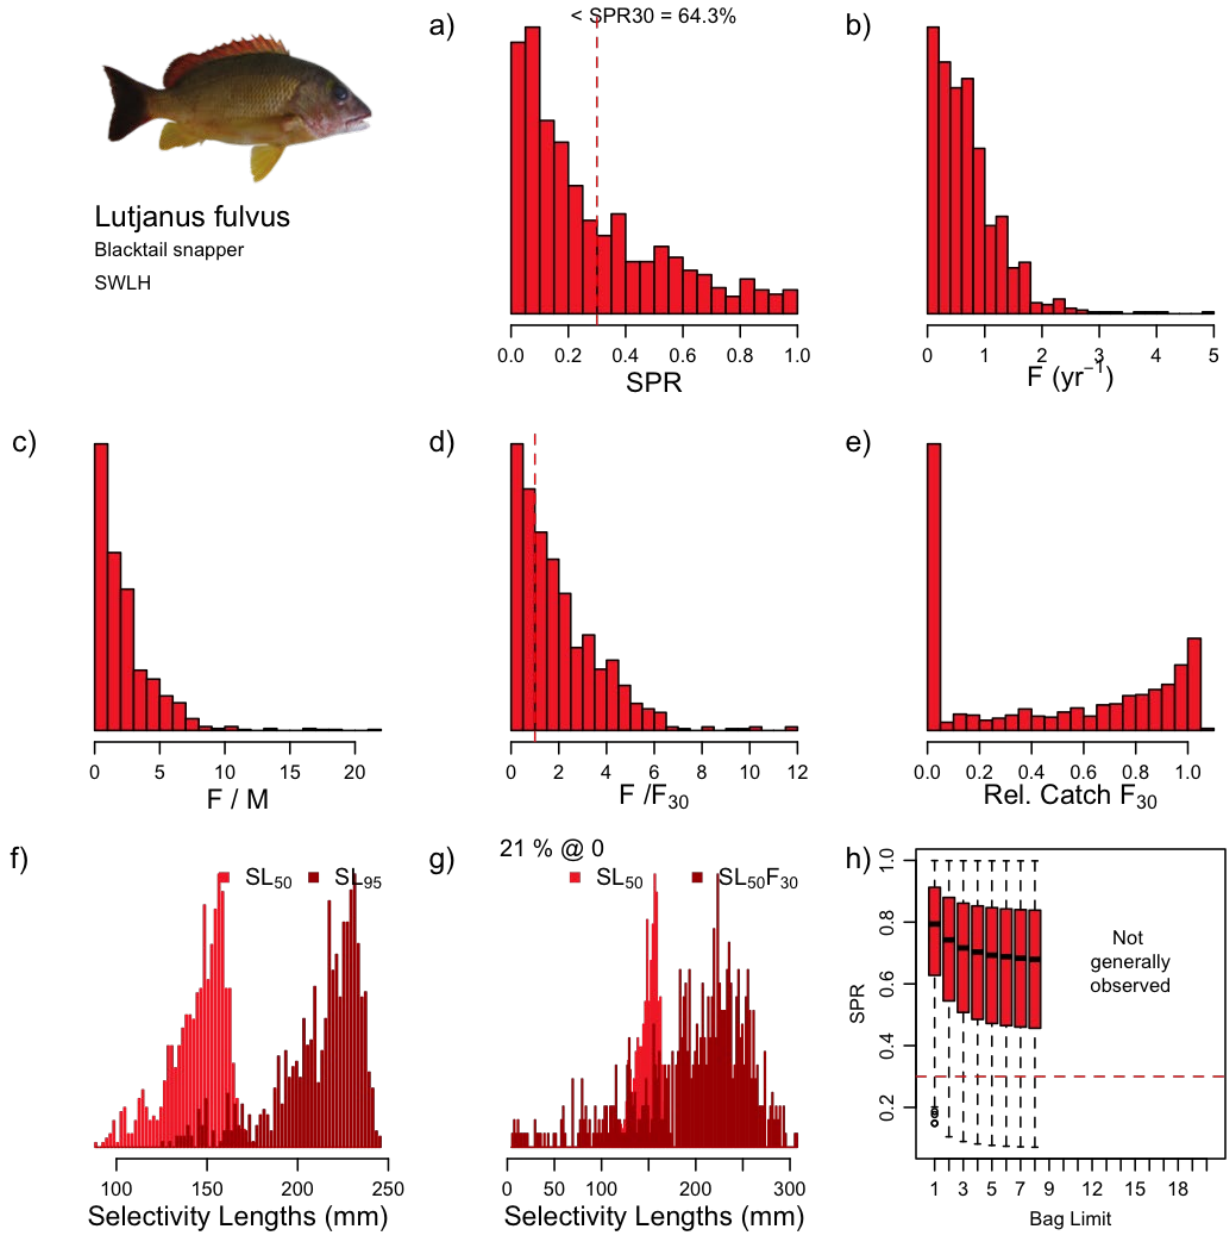 a)
< SPR30 = 64.3%
b)
Lutjanus fulvus
Blacktail snapper
SWLH
0.0 0.2 0.4 0.6 0.8 1.0
SPR
0 1 2 3 4 5
F (yr⁻¹)
c)
d)
e)
0 5 10 15 20
F / M
0 2 4 6 8 10 12
F /F₃₀
0.0 0.2 0.4 0.6 0.8 1.0
Rel. Catch F₃₀
f)
SL₅₀ SL₉₅
100 150 200 250
Selectivity Lengths (mm)
g)
21 % @ 0
SL₅₀ SL₅₀F₃₀
0 50 100 200 300
Selectivity Lengths (mm)
h)
1.0
0.8
0.6
0.4
0.2
SPR
Not
generally
observed
1 3 5 7 9 12 15 18
Bag Limit